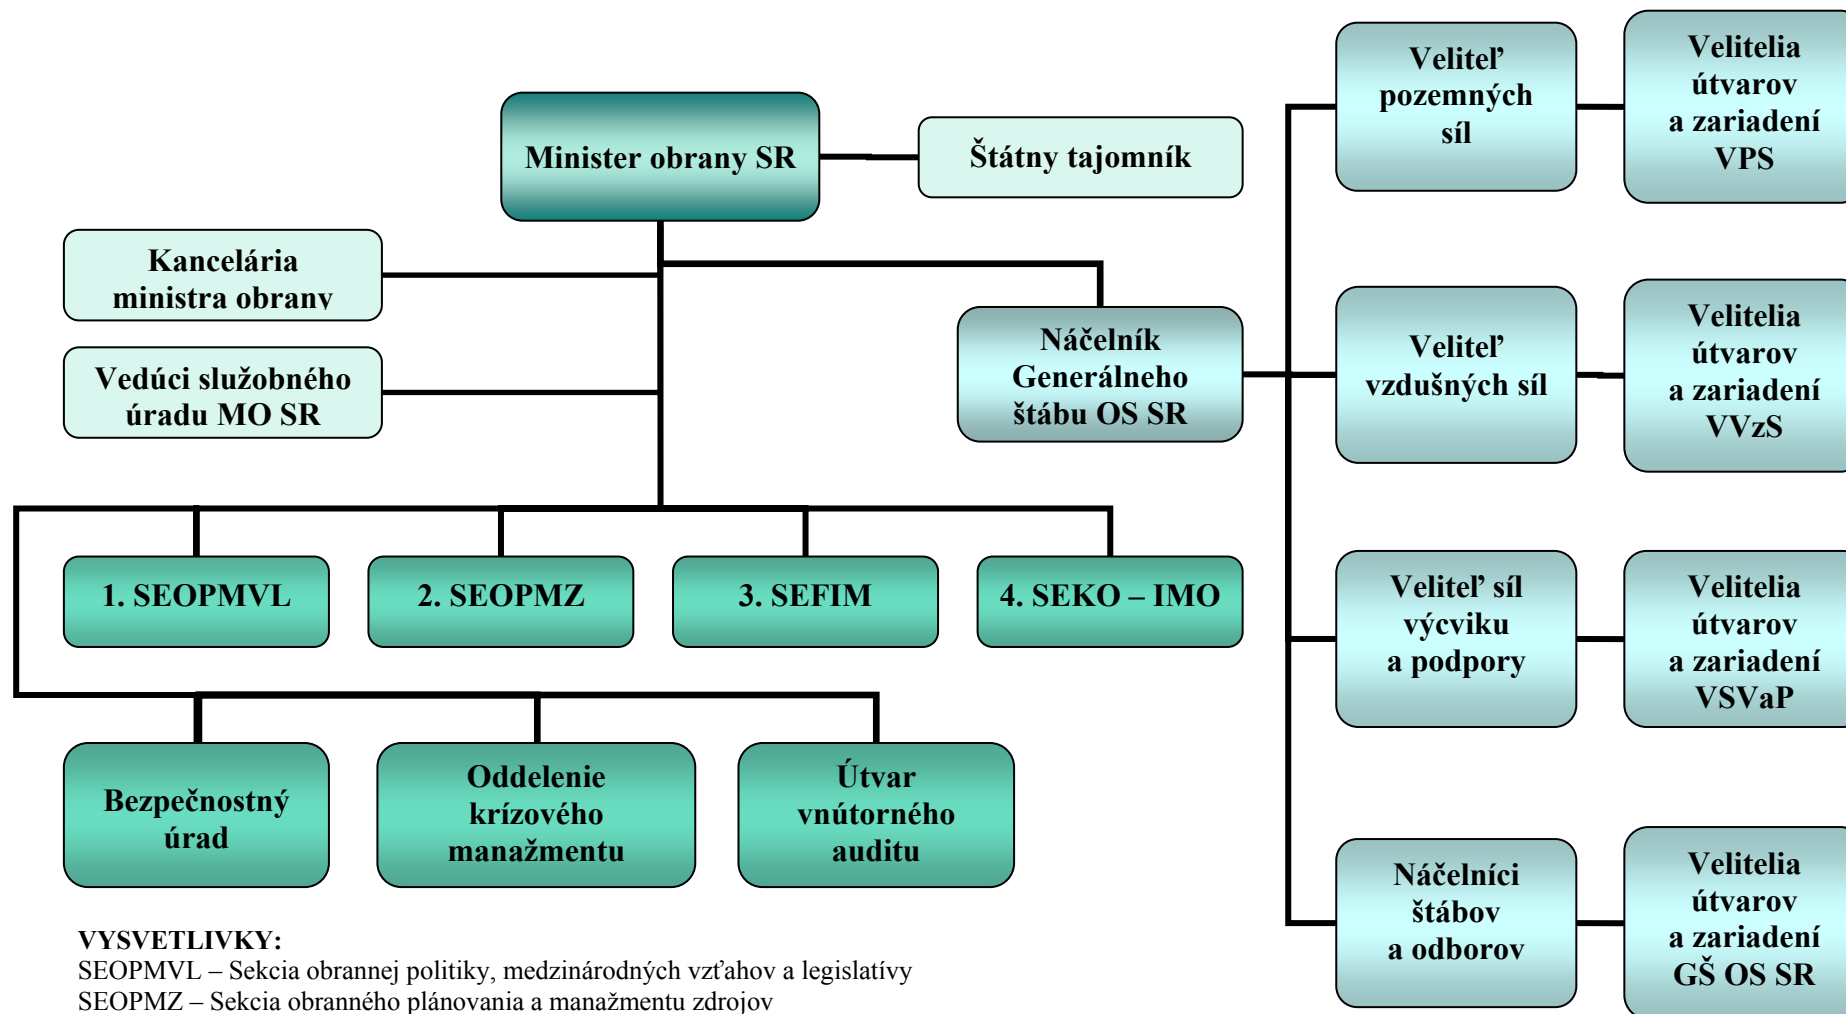 Minister obrany SR
Štátny tajomník
Kancelária
ministra obrany
Vedúci služobného
úradu MO SR
Náčelník
Generálneho
štábu OS SR
1. SEOPMVL
2. SEOPMZ
3. SEFIM
4. SEKO – IMO
Bezpečnostný
úrad
Oddelenie
krízového
manažmentu
Útvar
vnútorného
auditu
Veliteľ
pozemných
síl
Velitelia
útvarov
a zariadení
VPS
Veliteľ
vzdušných síl
Velitelia
útvarov
a zariadení
VVzS
Veliteľ síl
výcviku
a podpory
Velitelia
útvarov
a zariadení
VSVaP
Náčelníci
štábov
a odborov
Velitelia
útvarov
a zariadení
GŠ OS SR
VYSVETLIVKY:
SEOPMVL – Sekcia obrannej politiky, medzinárodných vzťahov a legislatívy
SEOPMZ – Sekcia obranného plánovania a manažmentu zdrojov